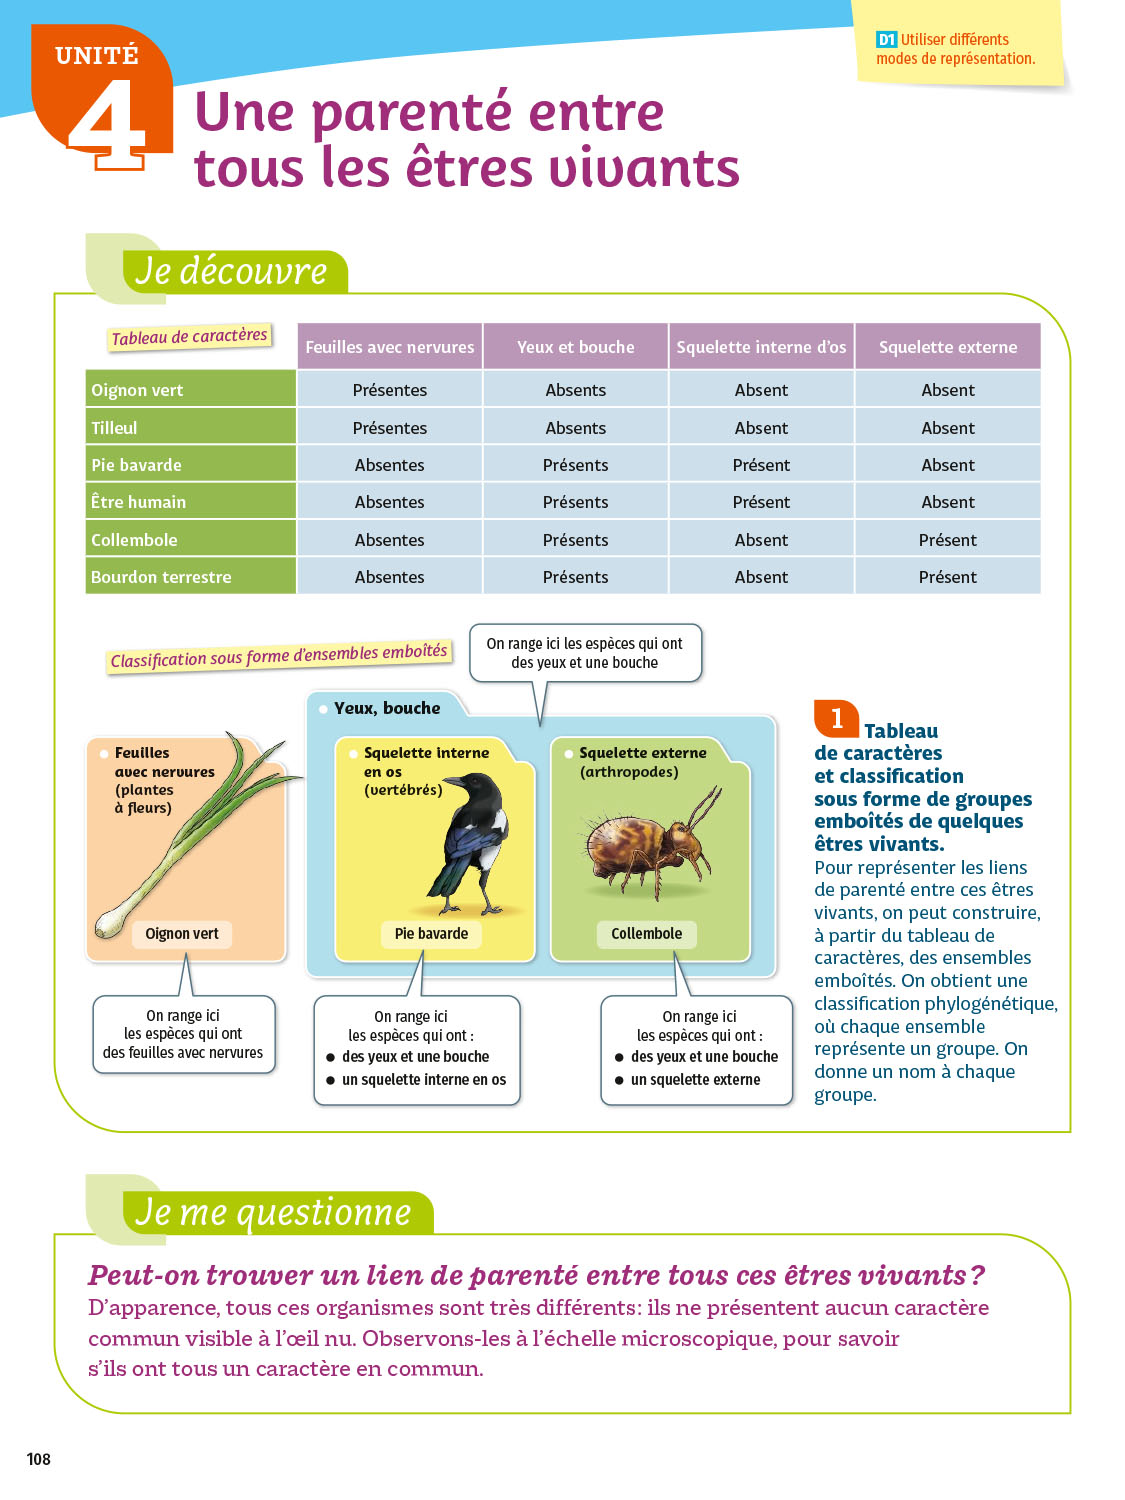 UNITÉ
4
D1 Utiliser différents
modes de représentation.
Une parenté entre
tous les êtres vivants
Je découvre
Tableau de caractères
Feuilles avec nervures Yeux et bouche Squelette interne d'os Squelette externe
Oignon vert Présentes Absents Absent Absent
Tilleul Présentes Absents Absent Absent
Pie bavarde Absentes Présents Présent Absent
Être humain Absentes Présents Présent Absent
Collembole Absentes Présents Absent Présent
Bourdon terrestre Absentes Présents Absent Présent
Classification sous forme d'ensembles emboîtés
On range ici les espèces qui ont
des yeux et une bouche
• Yeux, bouche
• Feuilles
avec nervures
(plantes
à fleurs)
Oignon vert
• Squelette interne
en os
(vertébrés)
Pie bavarde
• Squelette externe
(arthropodes)
Collembole
On range ici
les espèces qui ont
des feuilles avec nervures
On range ici
les espèces qui ont :
• des yeux et une bouche
• un squelette interne en os
On range ici
les espèces qui ont :
• des yeux et une bouche
• un squelette externe
1 Tableau
de caractères
et classification
sous forme de groupes
emboîtés de quelques
êtres vivants.
Pour représenter les liens
de parenté entre ces êtres
vivants, on peut construire,
à partir du tableau de
caractères, des ensembles
emboîtés. On obtient une
classification phylogénétique,
où chaque ensemble
représente un groupe. On
donne un nom à chaque
groupe.
Je me questionne
Peut-on trouver un lien de parenté entre tous ces êtres vivants ?
D'apparence, tous ces organismes sont très différents : ils ne présentent aucun caractère
commun visible à l'œil nu. Observons-les à l'échelle microscopique, pour savoir
s'ils ont tous un caractère en commun.
108